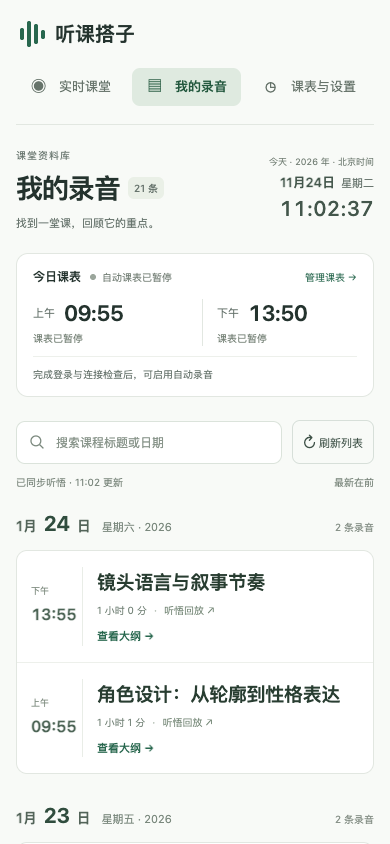 听课搭子
实时课堂
我的录音
课表与设置
课堂资料库
我的录音 21 条
找到一堂课，回顾它的重点。
今天 · 2026 年 · 北京时间
11月24日 星期二
11:02:37
今日课表 自动课表已暂停
管理课表 →
上午 09:55
课表已暂停
下午 13:50
课表已暂停
完成登录与连接检查后，可启用自动录音
搜索课程标题或日期
刷新列表
已同步听悟 · 11:02 更新
最新在前
1月 24 日 星期六 · 2026
2 条录音
下午
13:55
镜头语言与叙事节奏
1 小时 0 分 · 听悟回放 ↗
查看大纲 →
上午
09:55
角色设计：从轮廓到性格表达
1 小时 1 分 · 听悟回放 ↗
查看大纲 →
1月 23 日 星期五 · 2026
2 条录音